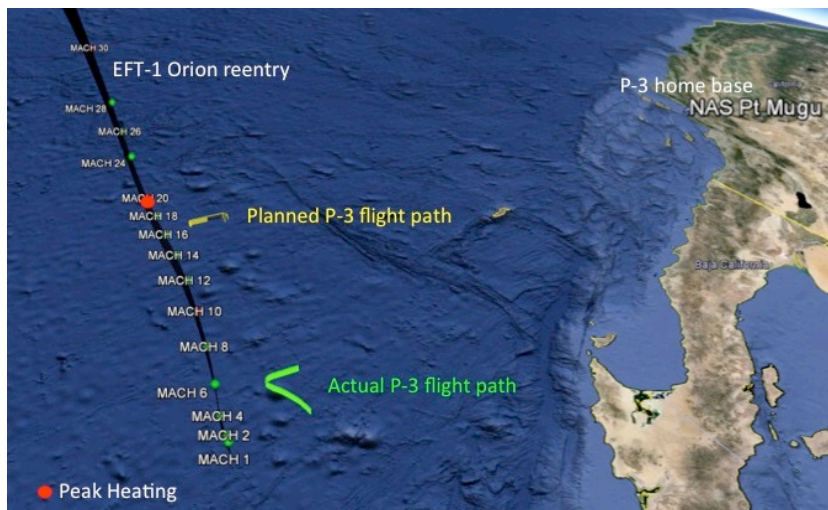 MACH 30
EFT-1 Orion reentry
P-3 home base
California
NAS Pt Mugu
MACH 28
MACH 26
MACH 24
MACH 20
MACH 18
Planned P-3 flight path
MACH 16
MACH 14
Baja California
MACH 12
MACH 10
MACH 8
Actual P-3 flight path
MACH 6
MACH 4
MACH 2
MACH 1
Peak Heating